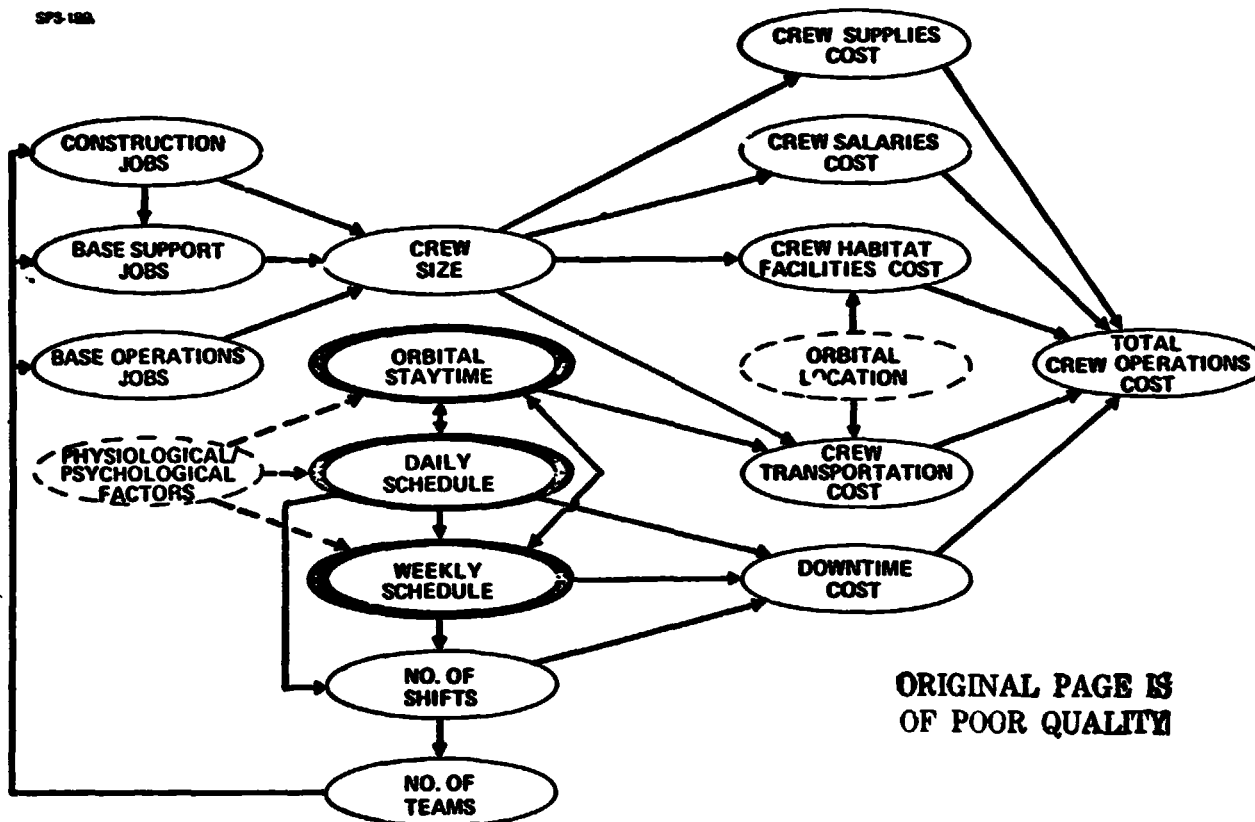 CREW SUPPLIES
COST
CONSTRUCTION
JOBS
CREW SALARIES
COST
BASE SUPPORT
JOBS
CREW
SIZE
CREW HABITAT
FACILITIES COST
BASE OPERATIONS
JOBS
ORBITAL
STAYTIME
ORBITAL
LOCATION
TOTAL
CREW OPERATIONS
COST
PHYSIOLOGICAL/
PSYCHOLOGICAL
FACTORS
DAILY
SCHEDULE
CREW
TRANSPORTATION
COST
WEEKLY
SCHEDULE
DOWNTIME
COST
NO. OF
SHIFTS
ORIGINAL PAGE IS
OF POOR QUALITY
NO. OF
TEAMS